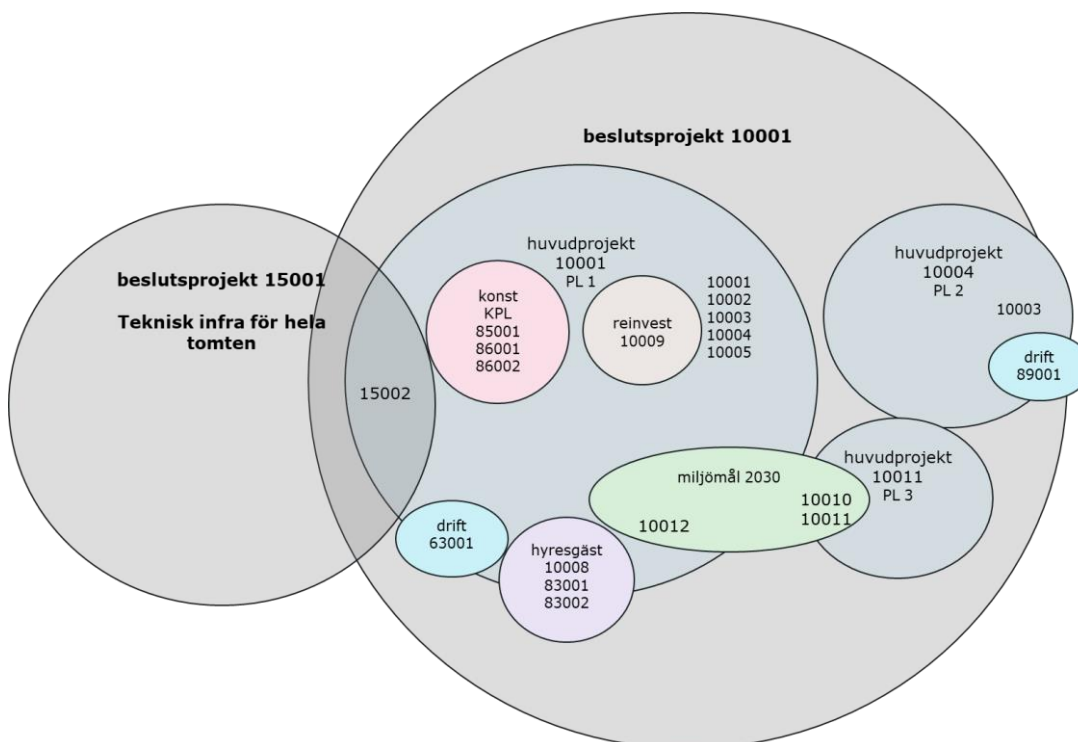 beslutsprojekt 10001
beslutsprojekt 15001
Teknisk infra för hela
tomten
15002
huvudprojekt
10001
PL 1
konst
KPL
85001
86001
86002
reinvest
10009
10001
10002
10003
10004
10005
huvudprojekt
10004
PL 2
10003
drift
89001
huvudprojekt
10011
PL 3
miljömål 2030
10010
10011
10012
drift
63001
hyresgäst
10008
83001
83002